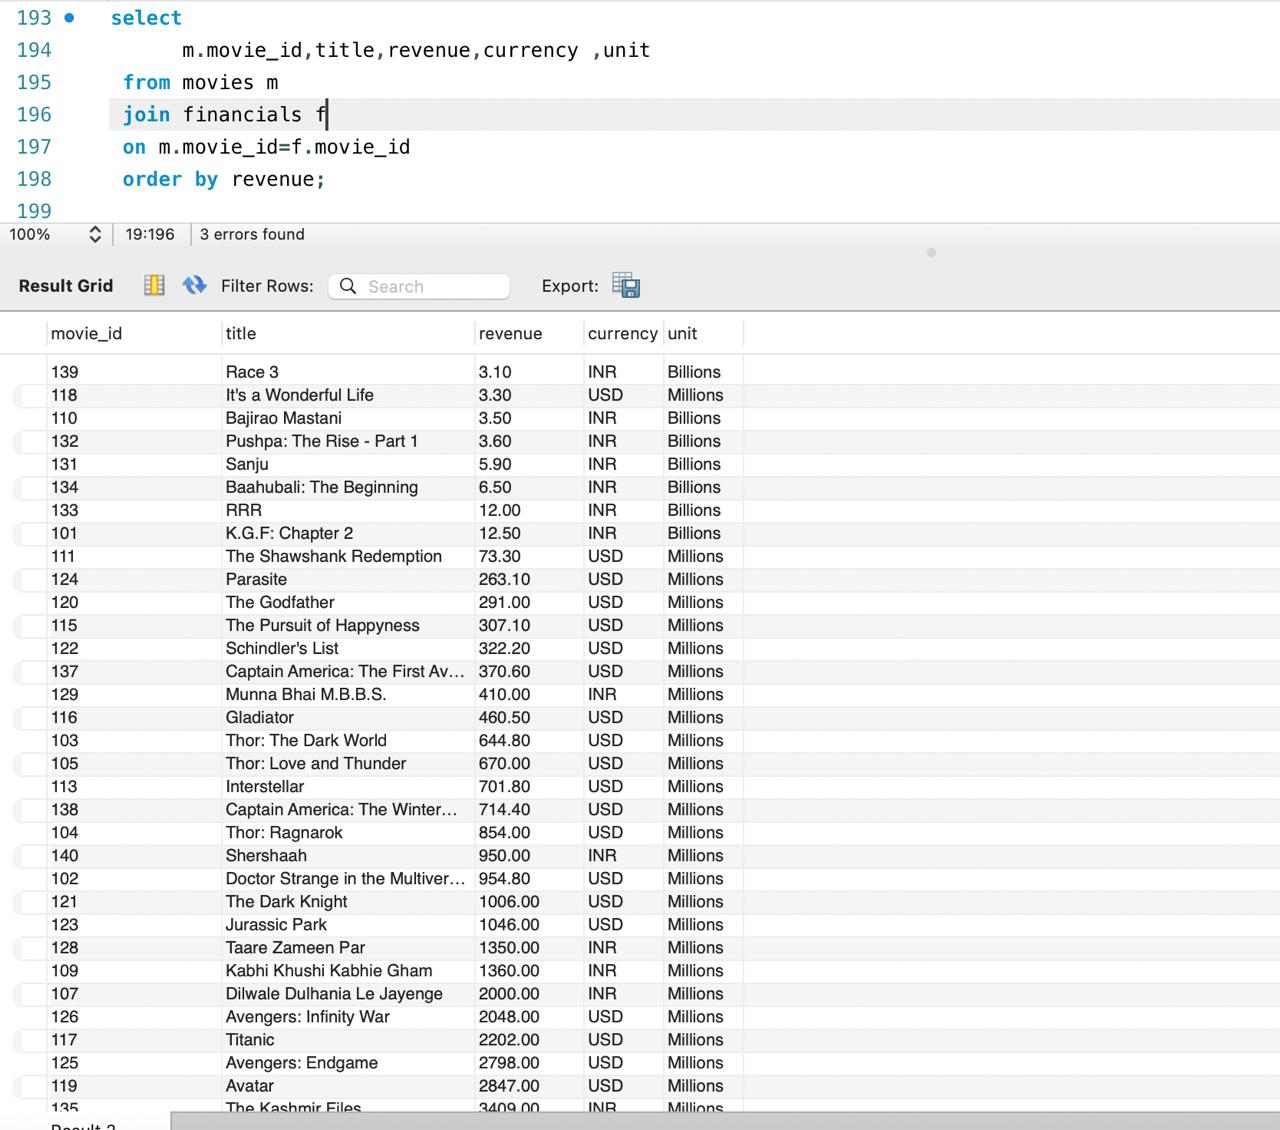 193 select
194 m.movie_id,title,revenue,currency ,unit
195 from movies m
196 join financials f
197 on m.movie_id=f.movie_id
198 order by revenue;
199
100% 19:196 3 errors found
Result Grid Filter Rows: Search Export:
movie_id title revenue currency unit
139 Race 3 3.10 INR Billions
118 It's a Wonderful Life 3.30 USD Millions
110 Bajirao Mastani 3.50 INR Billions
132 Pushpa: The Rise - Part 1 3.60 INR Billions
131 Sanju 5.90 INR Billions
134 Baahubali: The Beginning 6.50 INR Billions
133 RRR 12.00 INR Billions
101 K.G.F: Chapter 2 12.50 INR Billions
111 The Shawshank Redemption 73.30 USD Millions
124 Parasite 263.10 USD Millions
120 The Godfather 291.00 USD Millions
115 The Pursuit of Happyness 307.10 USD Millions
122 Schindler's List 322.20 USD Millions
137 Captain America: The First Av... 370.60 USD Millions
129 Munna Bhai M.B.B.S. 410.00 INR Millions
116 Gladiator 460.50 USD Millions
103 Thor: The Dark World 644.80 USD Millions
105 Thor: Love and Thunder 670.00 USD Millions
113 Interstellar 701.80 USD Millions
138 Captain America: The Winter... 714.40 USD Millions
104 Thor: Ragnarok 854.00 USD Millions
140 Shershaah 950.00 INR Millions
102 Doctor Strange in the Multiver... 954.80 USD Millions
121 The Dark Knight 1006.00 USD Millions
123 Jurassic Park 1046.00 USD Millions
128 Taare Zameen Par 1350.00 INR Millions
109 Kabhi Khushi Kabhie Gham 1360.00 INR Millions
107 Dilwale Dulhania Le Jayenge 2000.00 INR Millions
126 Avengers: Infinity War 2048.00 USD Millions
117 Titanic 2202.00 USD Millions
125 Avengers: Endgame 2798.00 USD Millions
119 Avatar 2847.00 USD Millions
135 The Kashmir Files 3409.00 INR Millions
Result 2